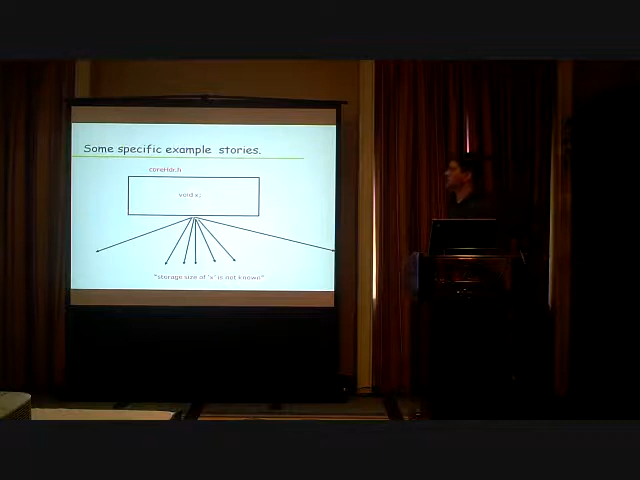 Some specific example stories.
coreHdr.h
void x;
"storage size of 'x' is not known"